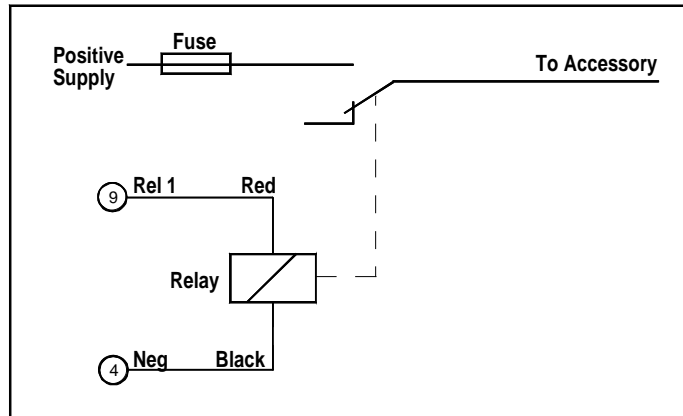 Fuse
Positive
Supply
To Accessory
9 Rel 1 Red
Relay
4 Neg Black